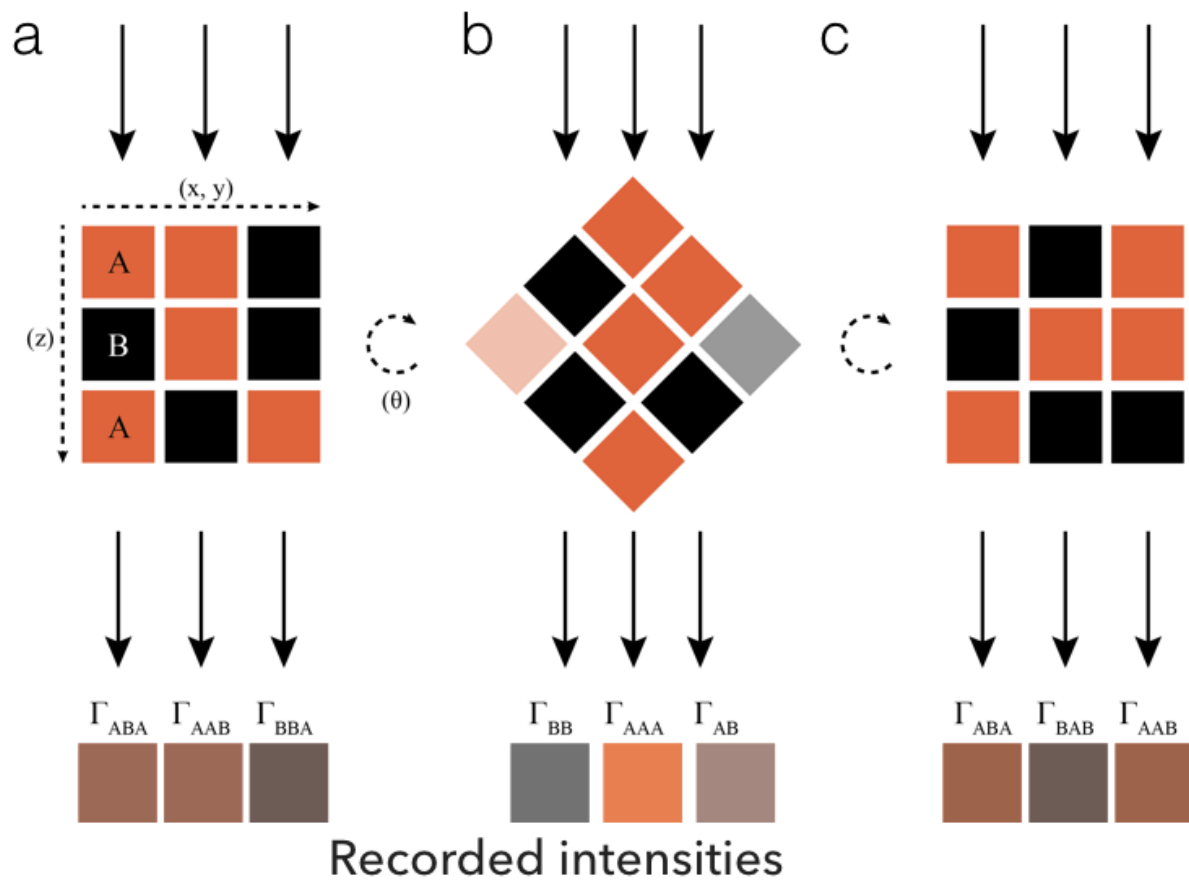 a b c
(x, y)
A
(z)
B
(θ)
A
Γ_ABA Γ_AAB Γ_BBA Γ_BB Γ_AAA Γ_AB Γ_ABA Γ_BAB Γ_AAB
Recorded intensities